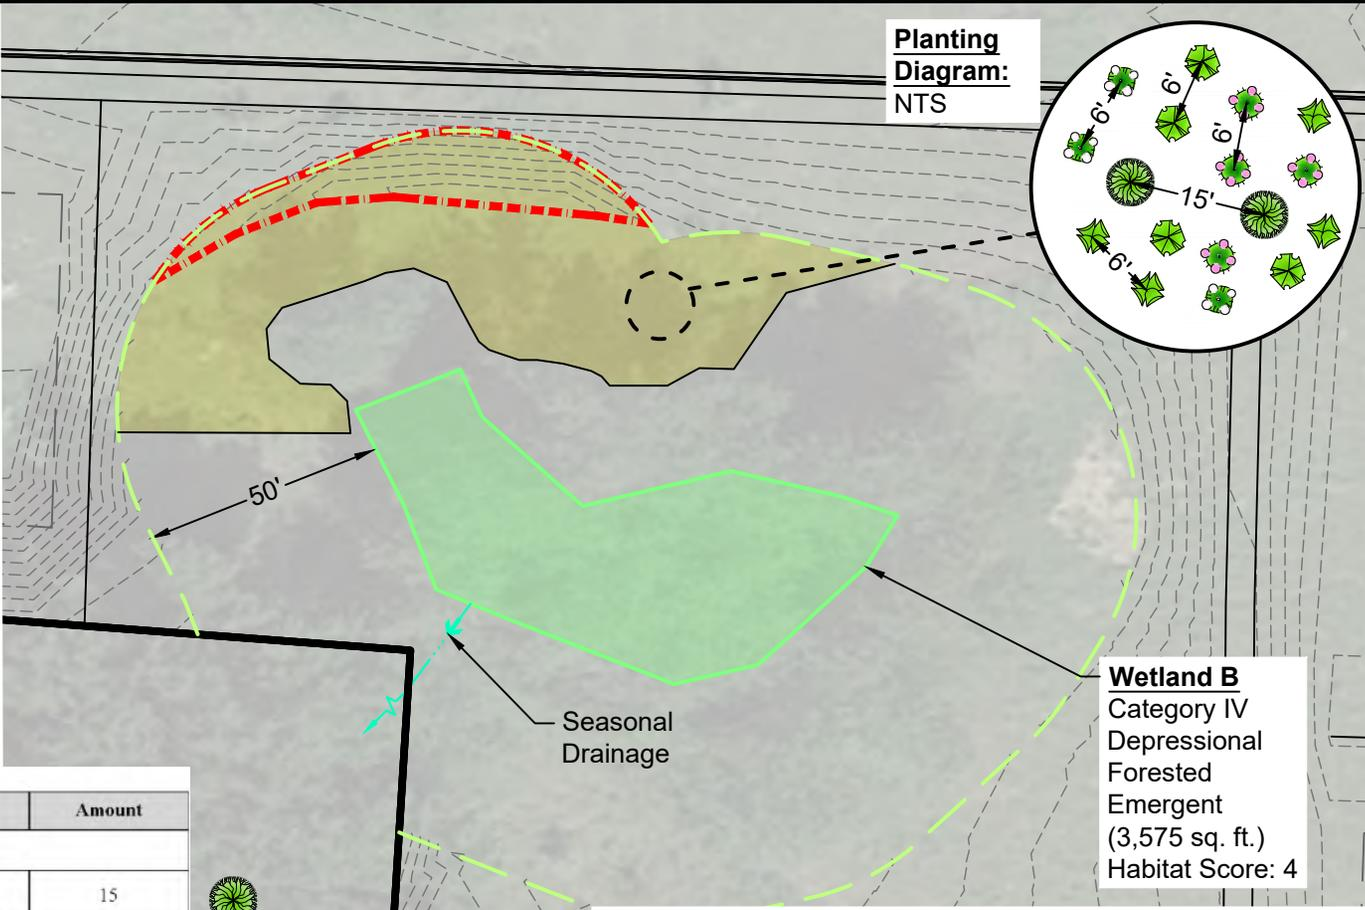 Planting
Diagram:
NTS
6'
6'
6'
15'
6'
50'
Seasonal
Drainage
Wetland B
Category IV
Depressional
Forested
Emergent
(3,575 sq. ft.)
Habitat Score: 4
Amount
15